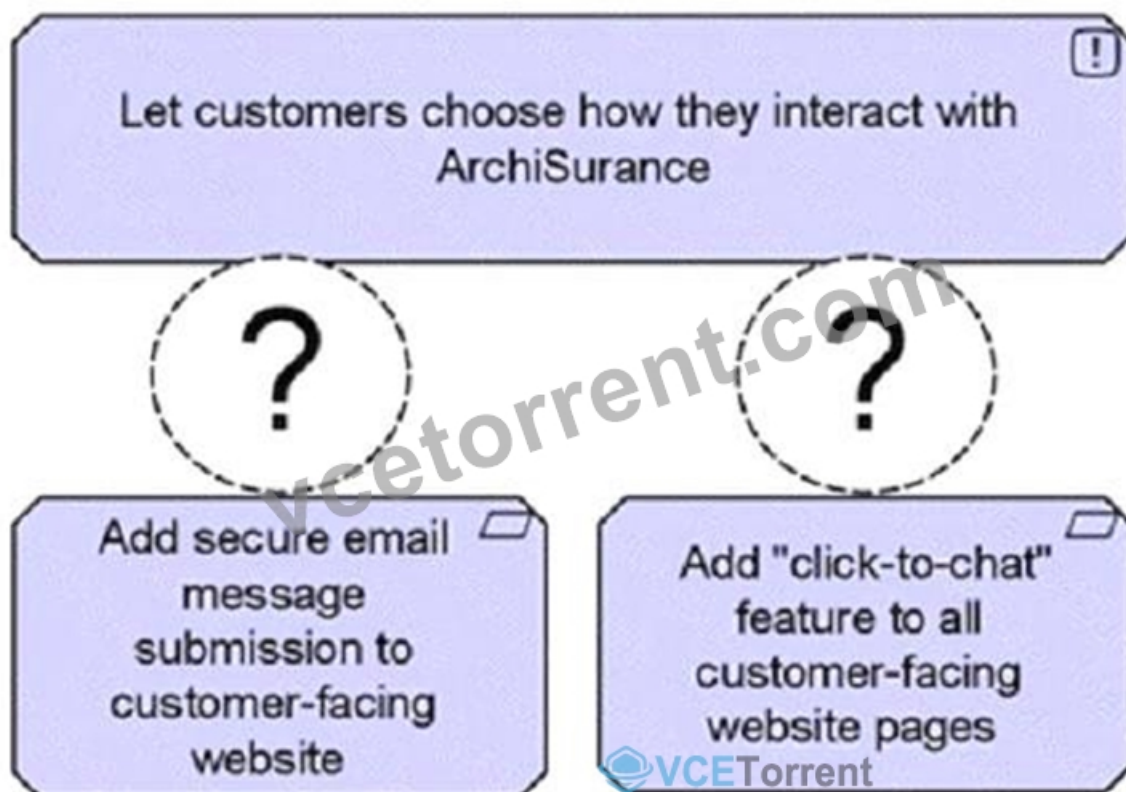 !
Let customers choose how they interact with
ArchiSurance
?
?
vcetorrent.com
Add secure email
message
submission to
customer-facing
website
Add "click-to-chat"
feature to all
customer-facing
website pages
VCETorrent